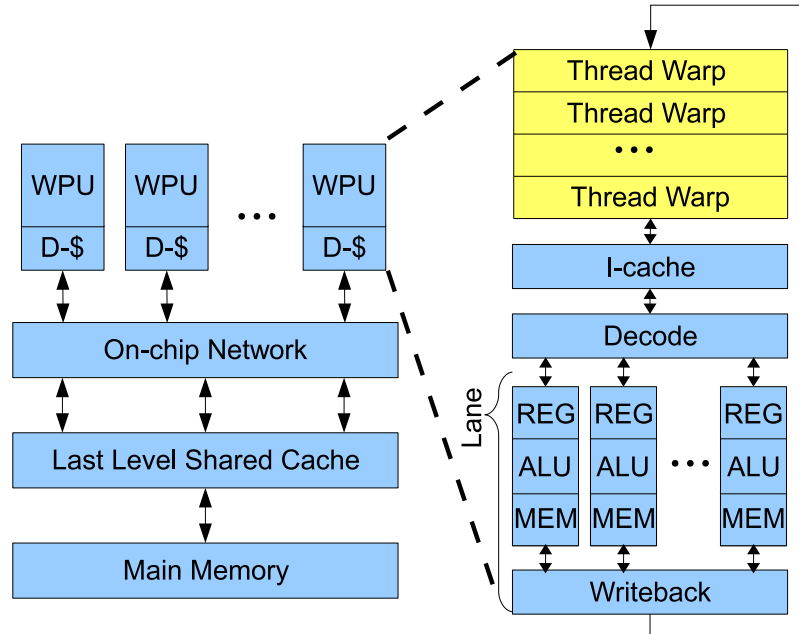 WPU WPU ... WPU
D-$ D-$ D-$
On-chip Network
Last Level Shared Cache
Main Memory
Thread Warp
Thread Warp
...
Thread Warp
I-cache
Decode
Lane
REG REG REG
ALU ALU ... ALU
MEM MEM MEM
Writeback